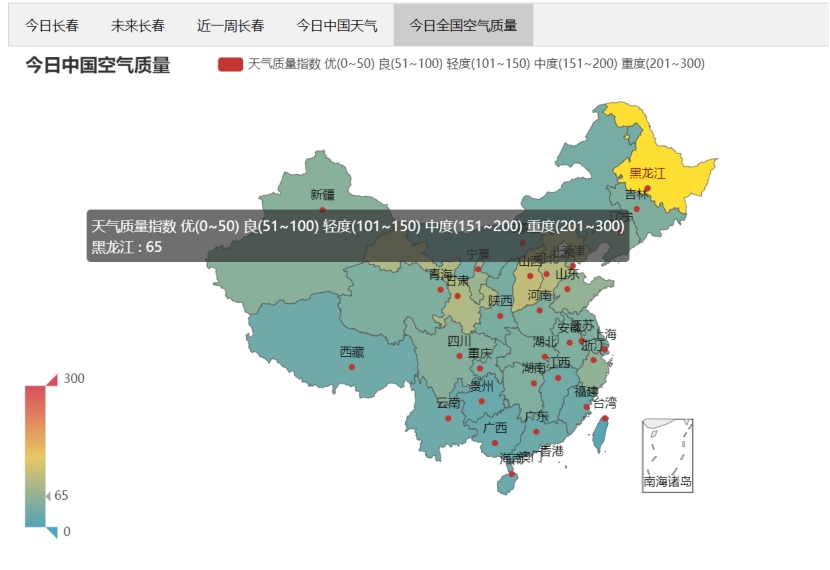 今日长春 未来长春 近一周长春 今日中国天气 今日全国空气质量
今日中国空气质量
天气质量指数 优(0~50) 良(51~100) 轻度(101~150) 中度(151~200) 重度(201~300)
黑龙江
新疆
吉林
辽宁
天气质量指数 优(0~50) 良(51~100) 轻度(101~150) 中度(151~200) 重度(201~300)
黑龙江 : 65
宁夏
山西
青海
甘肃
山东
陕西
河南
安徽
江苏
上海
浙江
四川
重庆
湖北
湖南
江西
西藏
300
贵州
福建
云南
台湾
广东
广西
香港
海南
澳门
南海诸岛
65
0